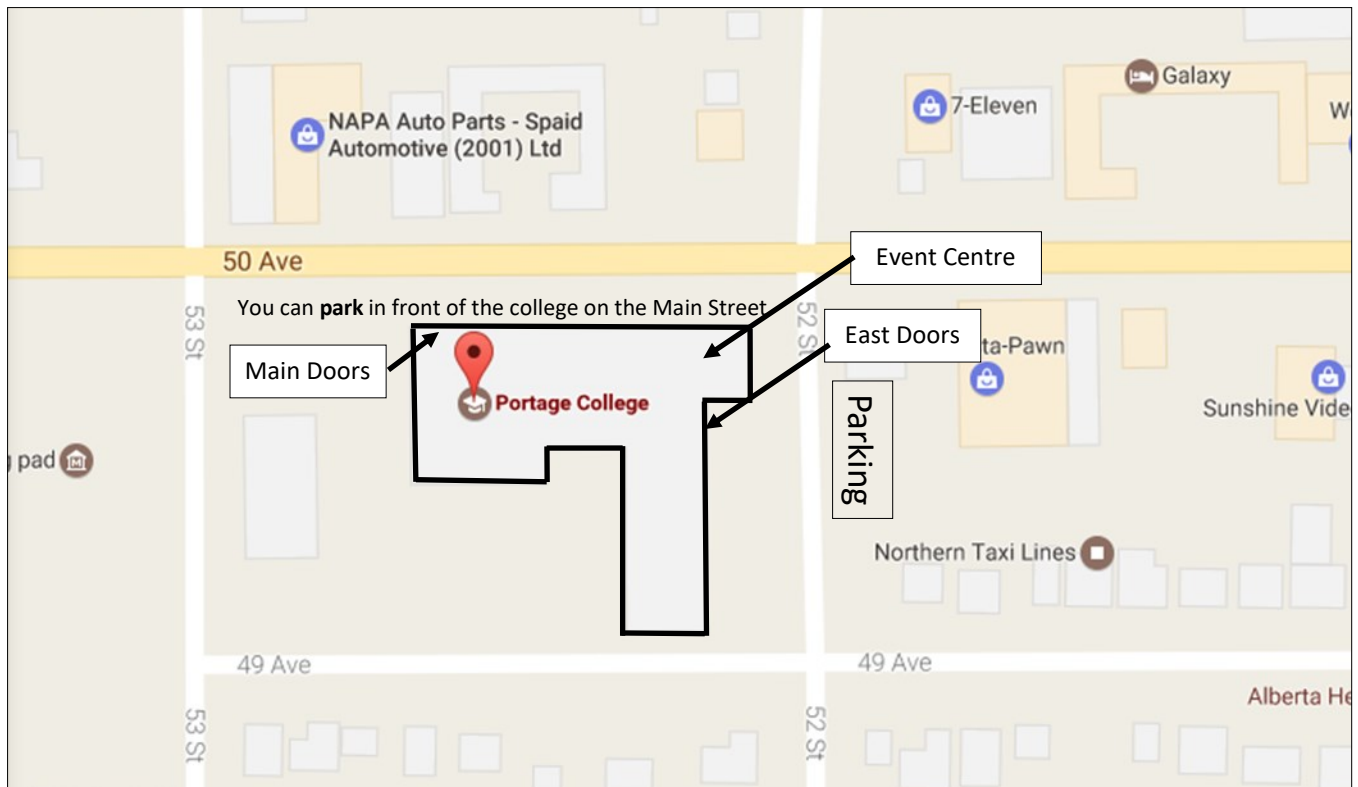 Galaxy
7-Eleven
NAPA Auto Parts - Spaid
Automotive (2001) Ltd
50 Ave
Event Centre
You can park in front of the college on the Main Street
53 St
52 St
East Doors
ta-Pawn
Main Doors
Portage College
Parking
Sunshine Vide
pad
Northern Taxi Lines
49 Ave
49 Ave
Alberta He
53 St
52 St